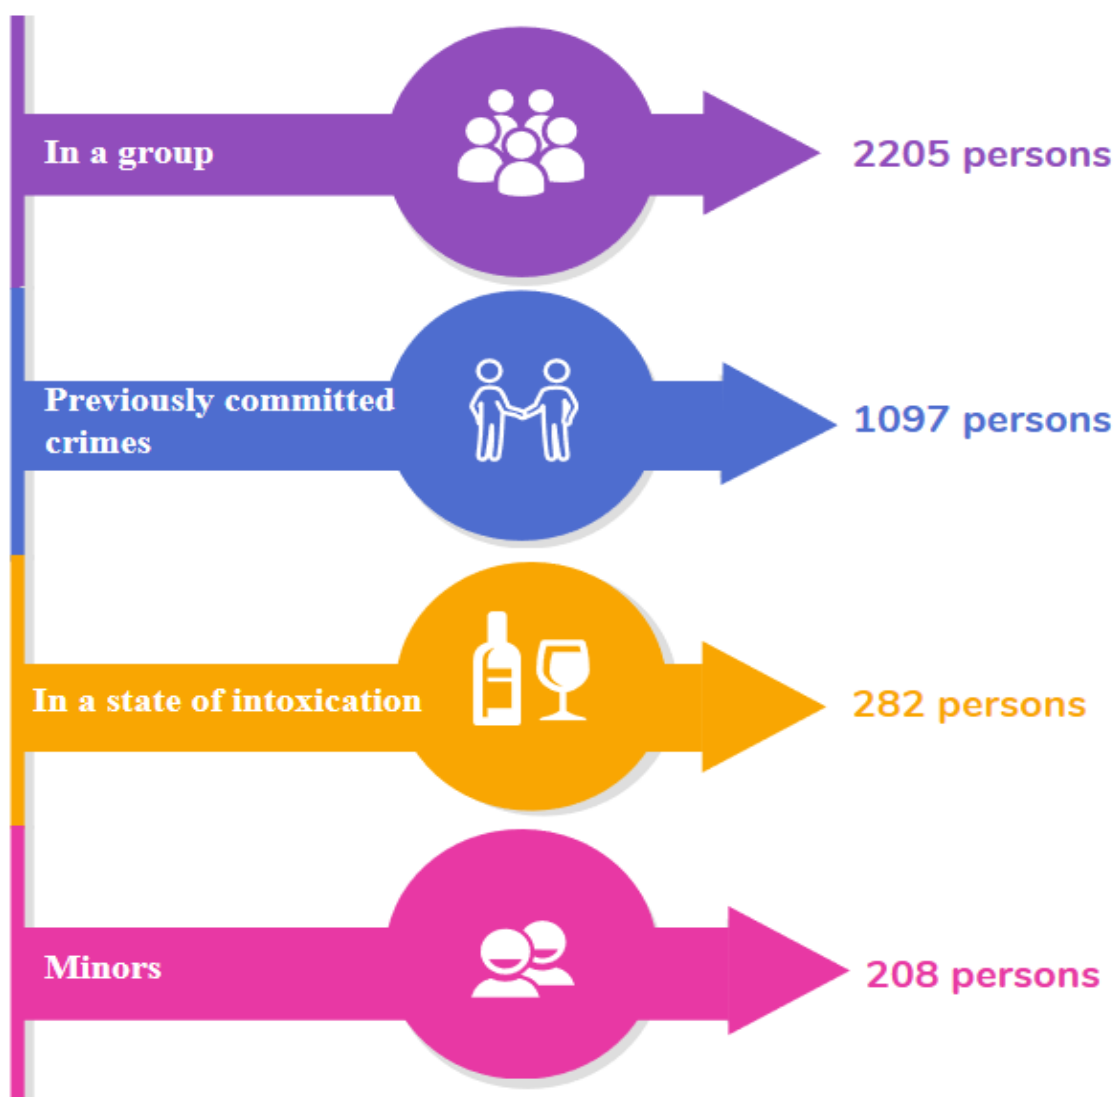 In a group
2205 persons
Previously committed
crimes
1097 persons
In a state of intoxication
282 persons
Minors
208 persons